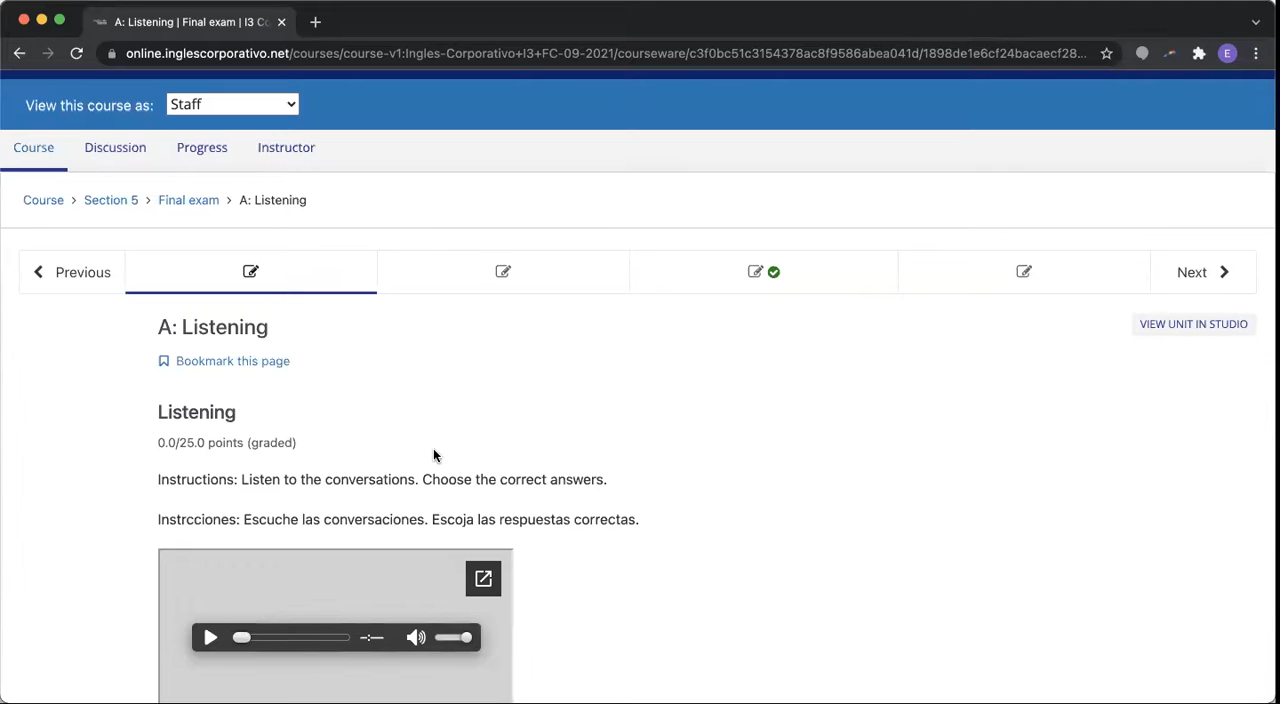 A: Listening | Final exam | I3 Co
online.inglescorporativo.net/courses/course-v1:Ingles-Corporativo+I3+FC-09-2021/courseware/c3f0bc51c3154378ac8f9586abea041d/1898de1e6cf24bacaecf28...
E
View this course as: Staff
Course Discussion Progress Instructor
Course > Section 5 > Final exam > A: Listening
Previous Next
A: Listening
VIEW UNIT IN STUDIO
Bookmark this page
Listening
0.0/25.0 points (graded)
Instructions: Listen to the conversations. Choose the correct answers.
Instrcciones: Escuche las conversaciones. Escoja las respuestas correctas.
-:--